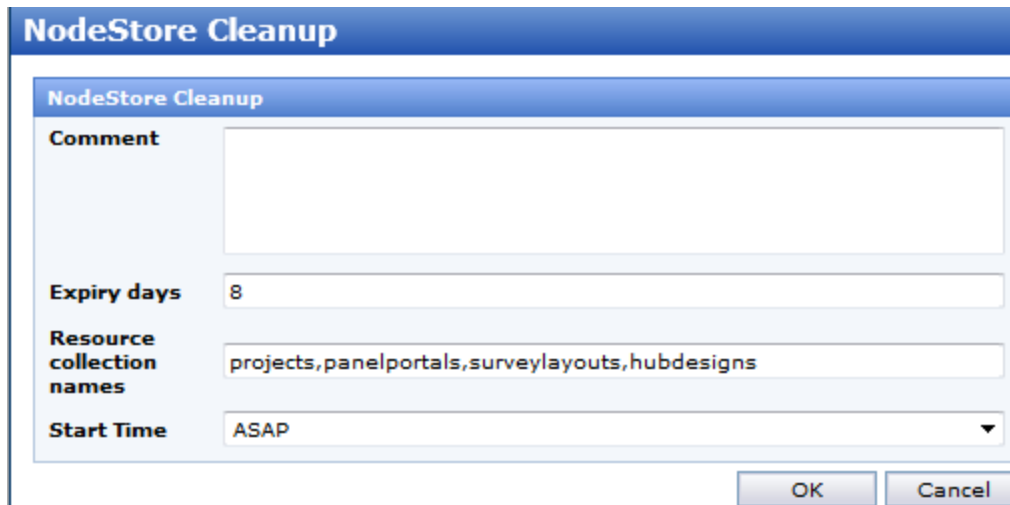 NodeStore Cleanup
NodeStore Cleanup
Comment
Expiry days 8
Resource
collection
names
projects,panelportals,surveylayouts,hubdesigns
Start Time ASAP
OK Cancel